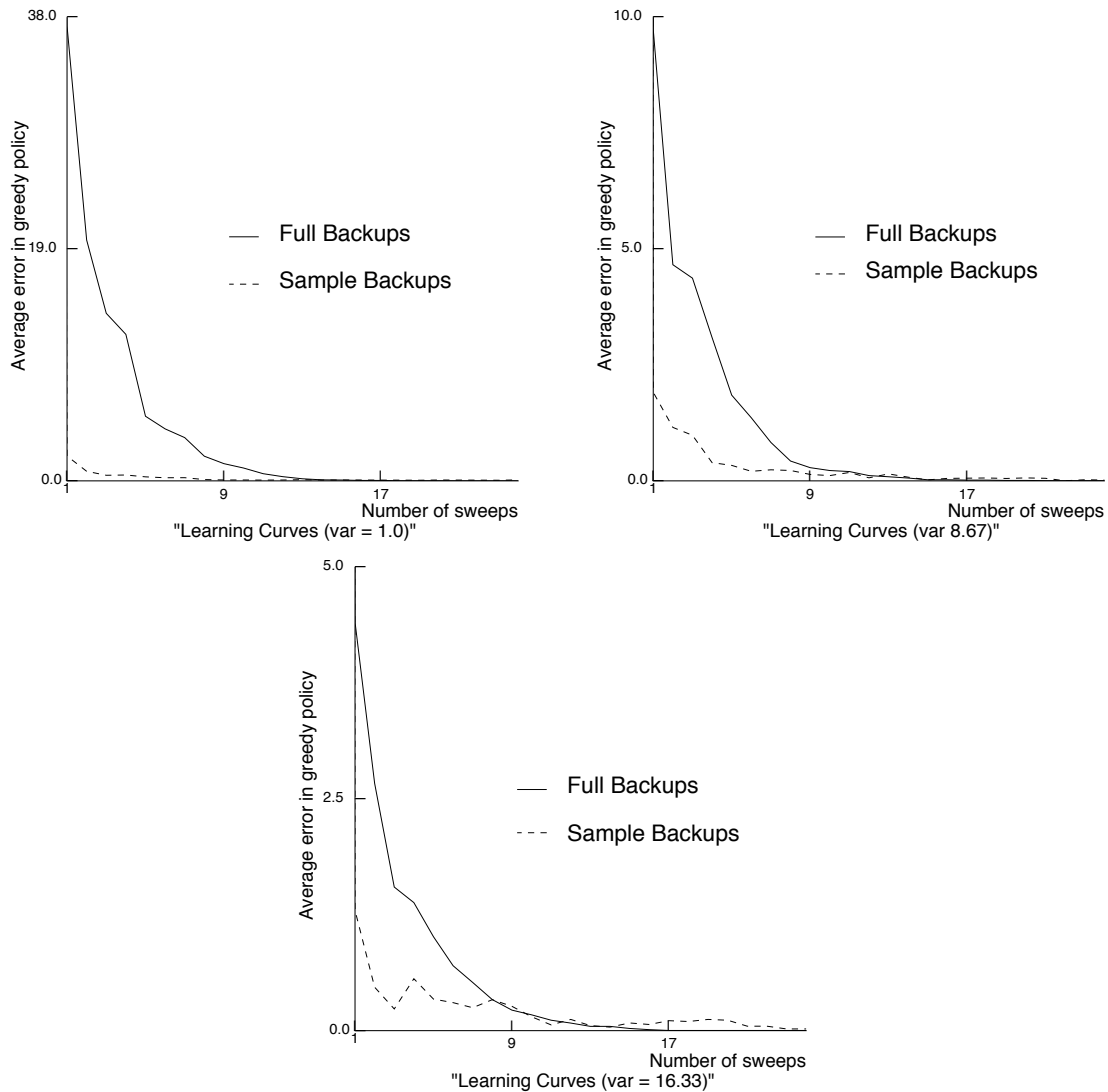 38.0
Average error in greedy policy
19.0
Full Backups
Sample Backups
0.0
1
9
17
Number of sweeps
"Learning Curves (var = 1.0)"
10.0
Average error in greedy policy
5.0
Full Backups
Sample Backups
0.0
1
9
17
Number of sweeps
"Learning Curves (var 8.67)"
5.0
Average error in greedy policy
2.5
Full Backups
Sample Backups
0.0
1
9
17
Number of sweeps
"Learning Curves (var = 16.33)"